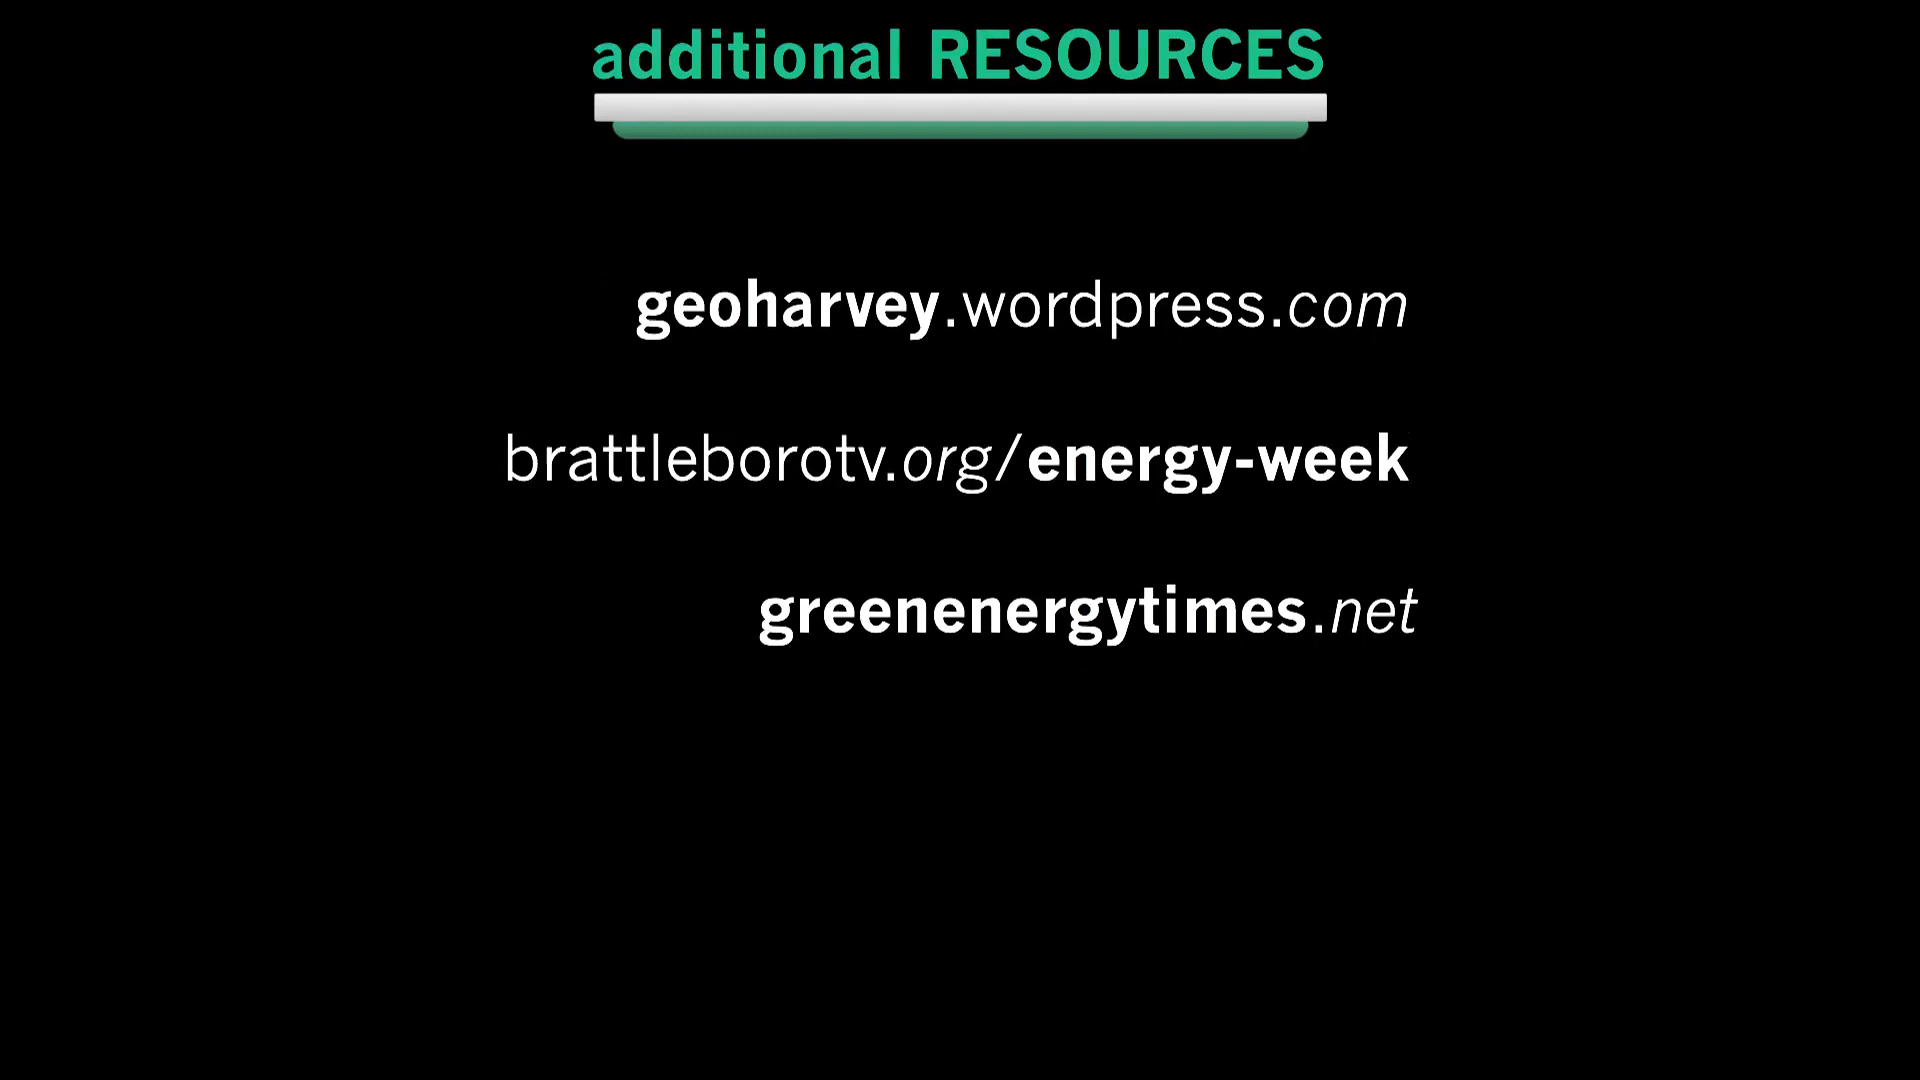 additional RESOURCES
geoharvey.wordpress.com
brattleborotv.org/energy-week
greenenergytimes.net